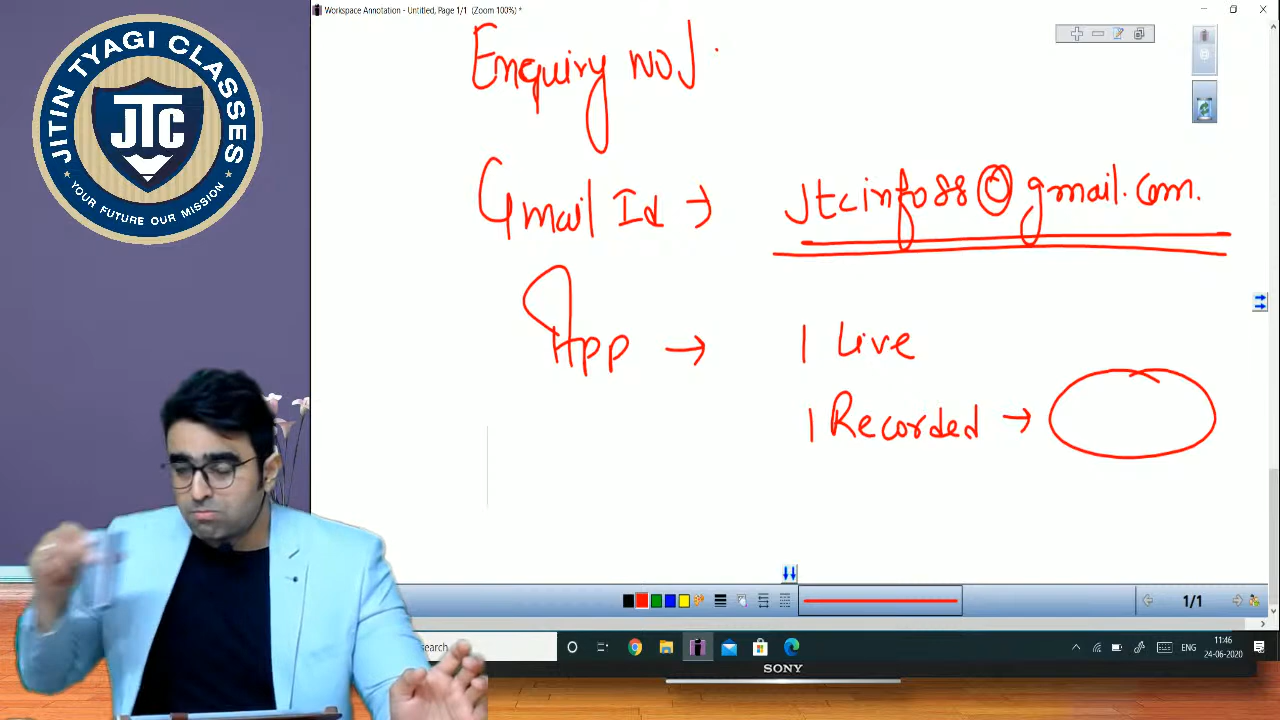 Workspace Annotation - Untitled, Page 1/1 (Zoom 100%) *
JITIN TYAGI CLASSES
JTC
YOUR FUTURE OUR MISSION
Enquiry NO
Gmail Id →
Jtcinfo88@gmail.com.
App → 1 Live
1 Recorded →
1/1
search
ENG
11:46
24-06-2020
SONY